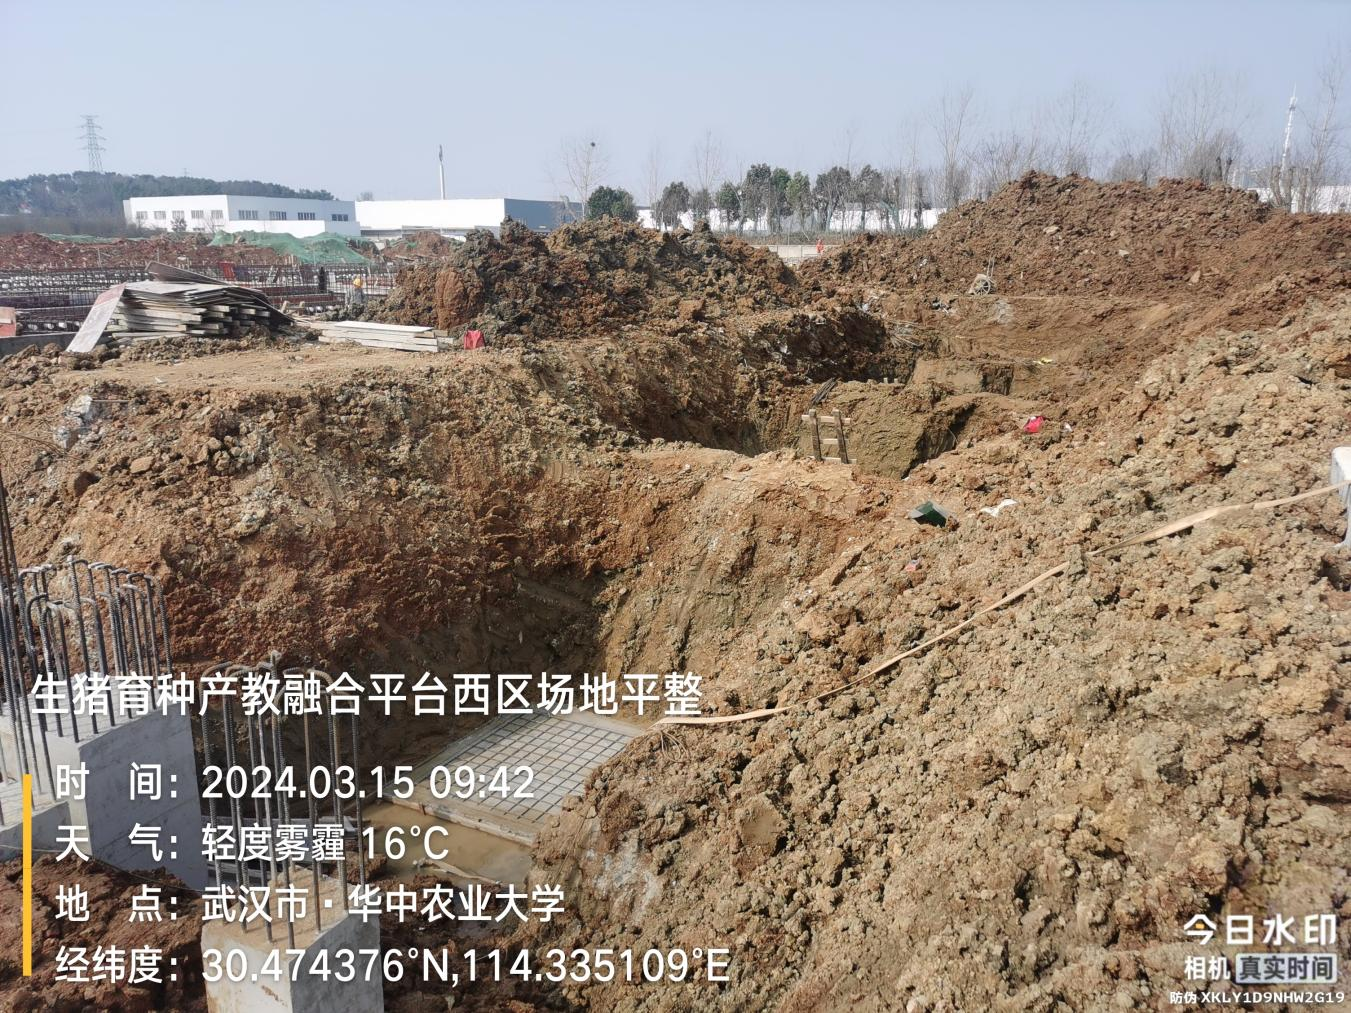 生猪育种产教融合平台西区场地平整
时 间：2024.03.15 09:42
天 气：轻度雾霾 16℃
地 点：武汉市·华中农业大学
经纬度：30.474376°N,114.335109°E
今日水印
相机 真实时间
防伪 XKLY1D9NHW2G19